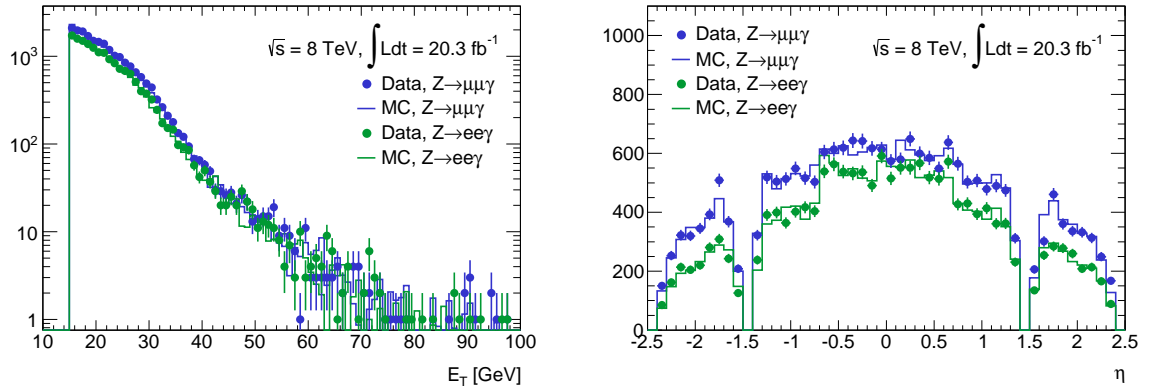 10³
10²
10
1
10 20 30 40 50 60 70 80 90 100
E_T [GeV]
√s = 8 TeV, ∫Ldt = 20.3 fb⁻¹
Data, Z→μμγ
MC, Z→μμγ
Data, Z→eeγ
MC, Z→eeγ
1000
800
600
400
200
0
-2.5 -2 -1.5 -1 -0.5 0 0.5 1 1.5 2 2.5
η
√s = 8 TeV, ∫Ldt = 20.3 fb⁻¹
Data, Z→μμγ
MC, Z→μμγ
Data, Z→eeγ
MC, Z→eeγ